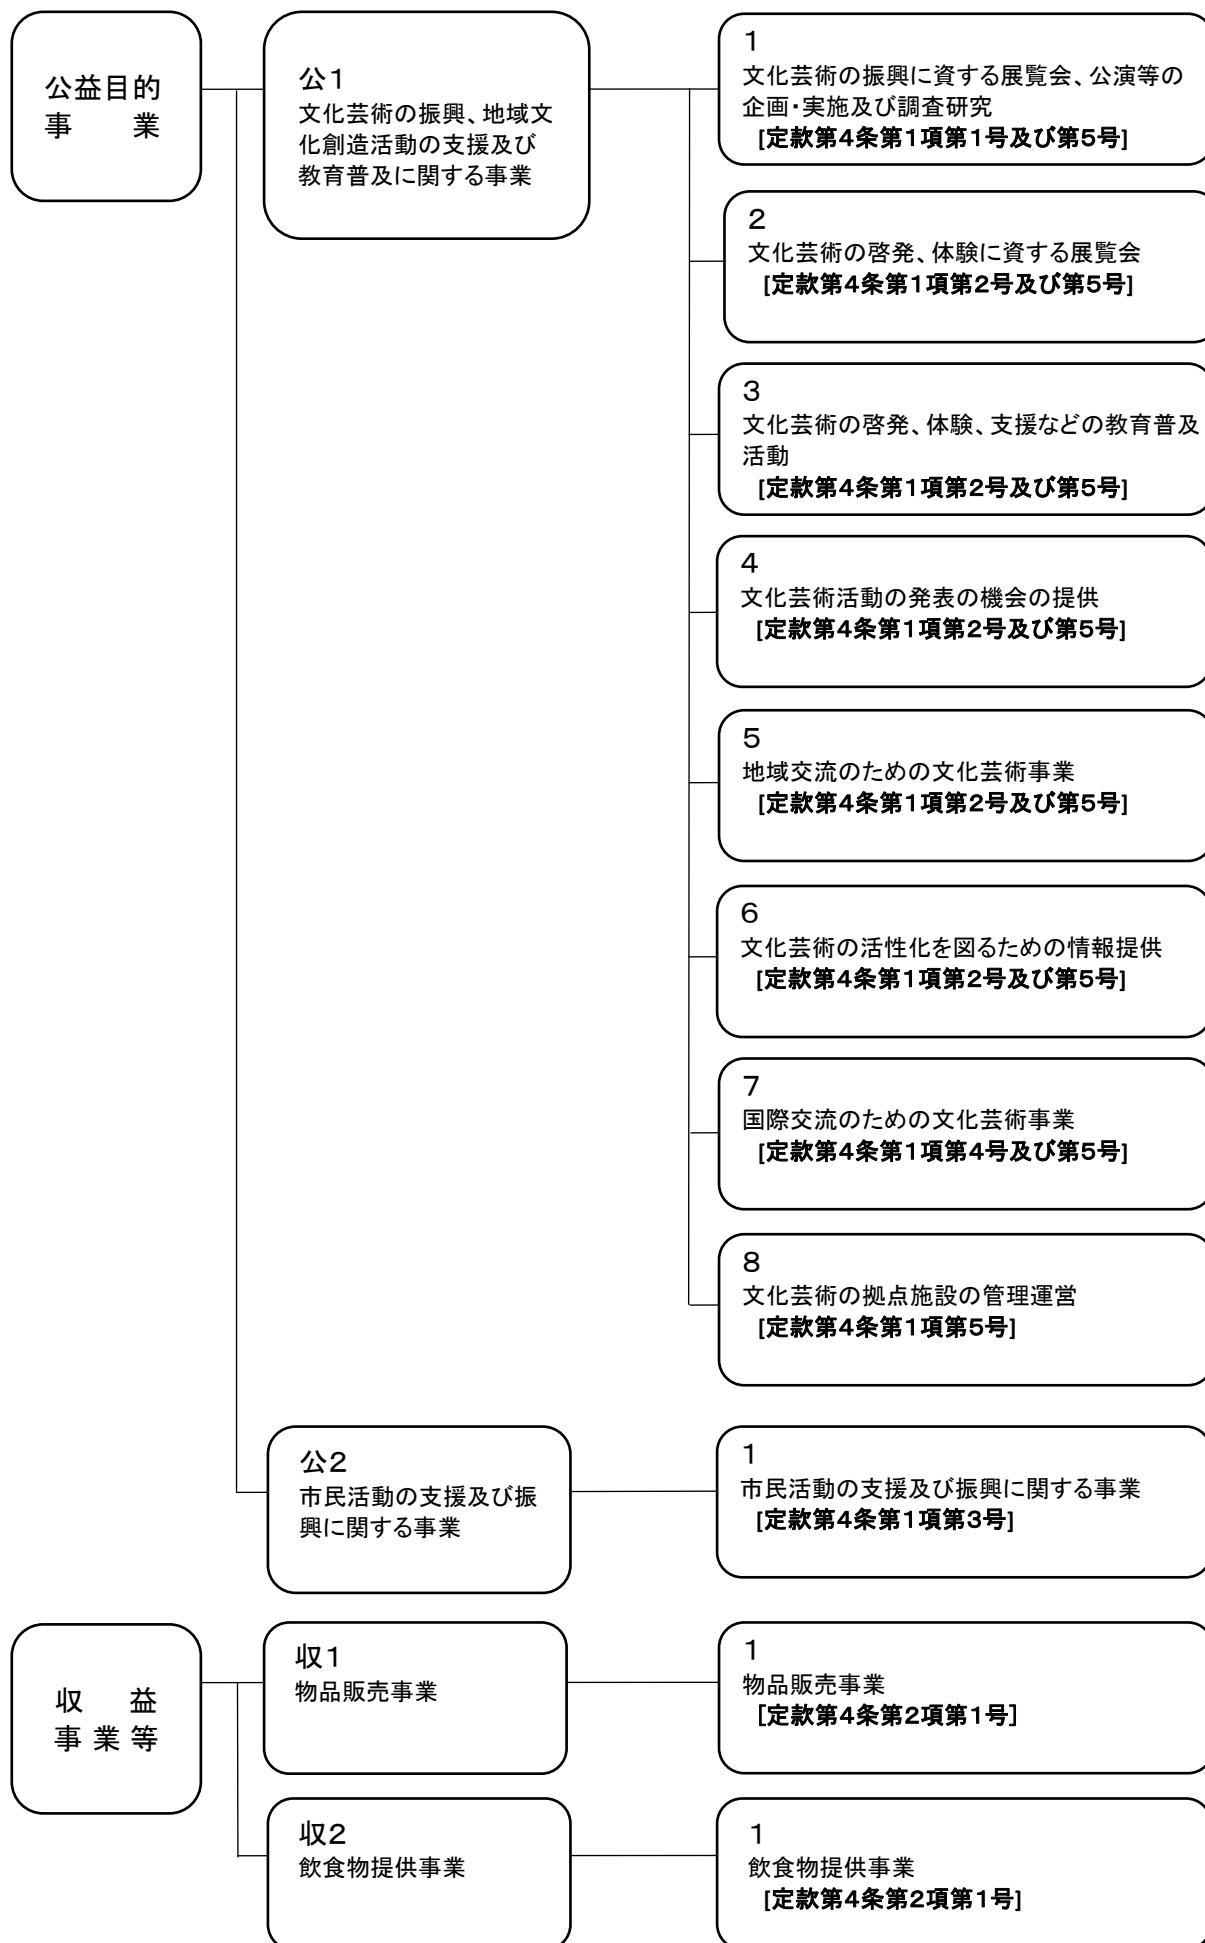 公益目的
事　　業
公1
文化芸術の振興、地域文
化創造活動の支援及び
教育普及に関する事業
1
文化芸術の振興に資する展覧会、公演等の
企画・実施及び調査研究
[定款第4条第1項第1号及び第5号]
2
文化芸術の啓発、体験に資する展覧会
[定款第4条第1項第2号及び第5号]
3
文化芸術の啓発、体験、支援などの教育普及
活動
[定款第4条第1項第2号及び第5号]
4
文化芸術活動の発表の機会の提供
[定款第4条第1項第2号及び第5号]
5
地域交流のための文化芸術事業
[定款第4条第1項第2号及び第5号]
6
文化芸術の活性化を図るための情報提供
[定款第4条第1項第2号及び第5号]
7
国際交流のための文化芸術事業
[定款第4条第1項第4号及び第5号]
8
文化芸術の拠点施設の管理運営
[定款第4条第1項第5号]
公2
市民活動の支援及び振
興に関する事業
1
市民活動の支援及び振興に関する事業
[定款第4条第1項第3号]
収　　益
事 業 等
収1
物品販売事業
1
物品販売事業
[定款第4条第2項第1号]
収2
飲食物提供事業
1
飲食物提供事業
[定款第4条第2項第1号]